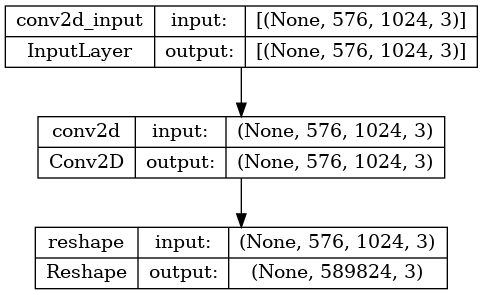 conv2d_input input: [(None, 576, 1024, 3)]
InputLayer output: [(None, 576, 1024, 3)]
conv2d input: (None, 576, 1024, 3)
Conv2D output: (None, 576, 1024, 3)
reshape input: (None, 576, 1024, 3)
Reshape output: (None, 589824, 3)